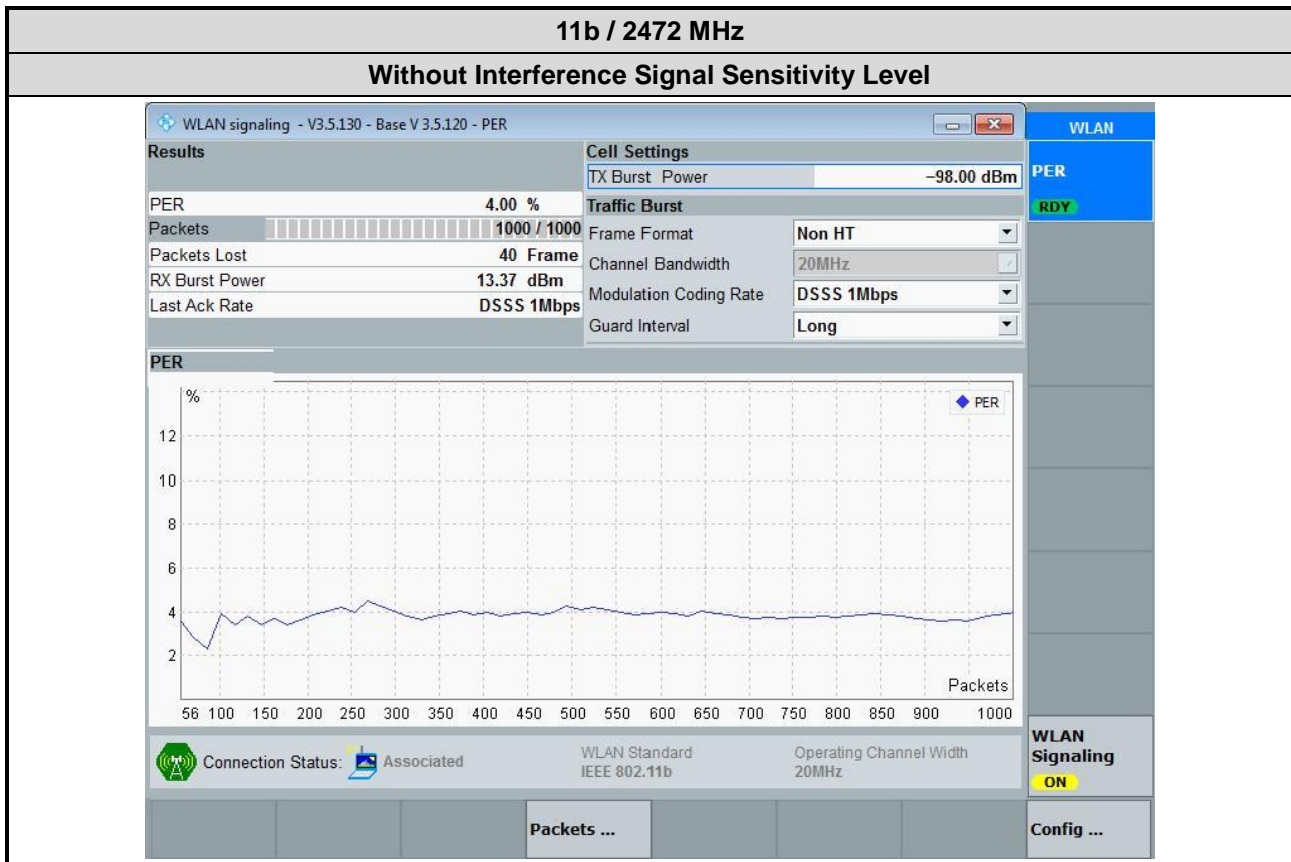 11b / 2472 MHz
Without Interference Signal Sensitivity Level
WLAN signaling - V3.5.130 - Base V 3.5.120 - PER
WLAN
Results
Cell Settings
TX Burst Power −98.00 dBm
PER
RDY
PER 4.00 %
Traffic Burst
Packets 1000 / 1000
Frame Format Non HT
Packets Lost 40 Frame
Channel Bandwidth 20MHz
RX Burst Power 13.37 dBm
Modulation Coding Rate DSSS 1Mbps
Last Ack Rate DSSS 1Mbps
Guard Interval Long
PER
%
PER
12
10
8
6
4
2
Packets
56 100 150 200 250 300 350 400 450 500 550 600 650 700 750 800 850 900 1000
Connection Status: Associated
WLAN Standard
IEEE 802.11b
Operating Channel Width
20MHz
WLAN
Signaling
ON
Packets ...
Config ...